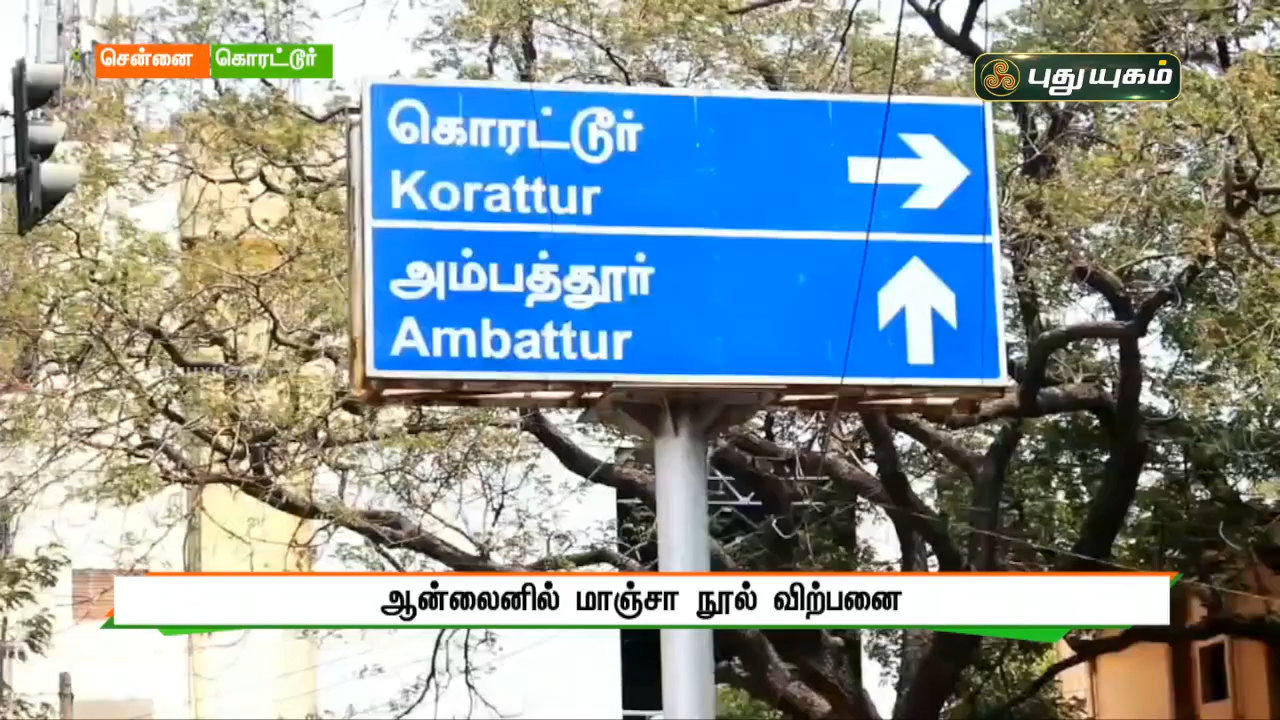 சென்னை கொரட்டூர்
புதுயுகம்
கொரட்டூர்
Korattur
அம்பத்தூர்
Ambattur
ஆன்லைனில் மாஞ்சா நூல் விற்பனை